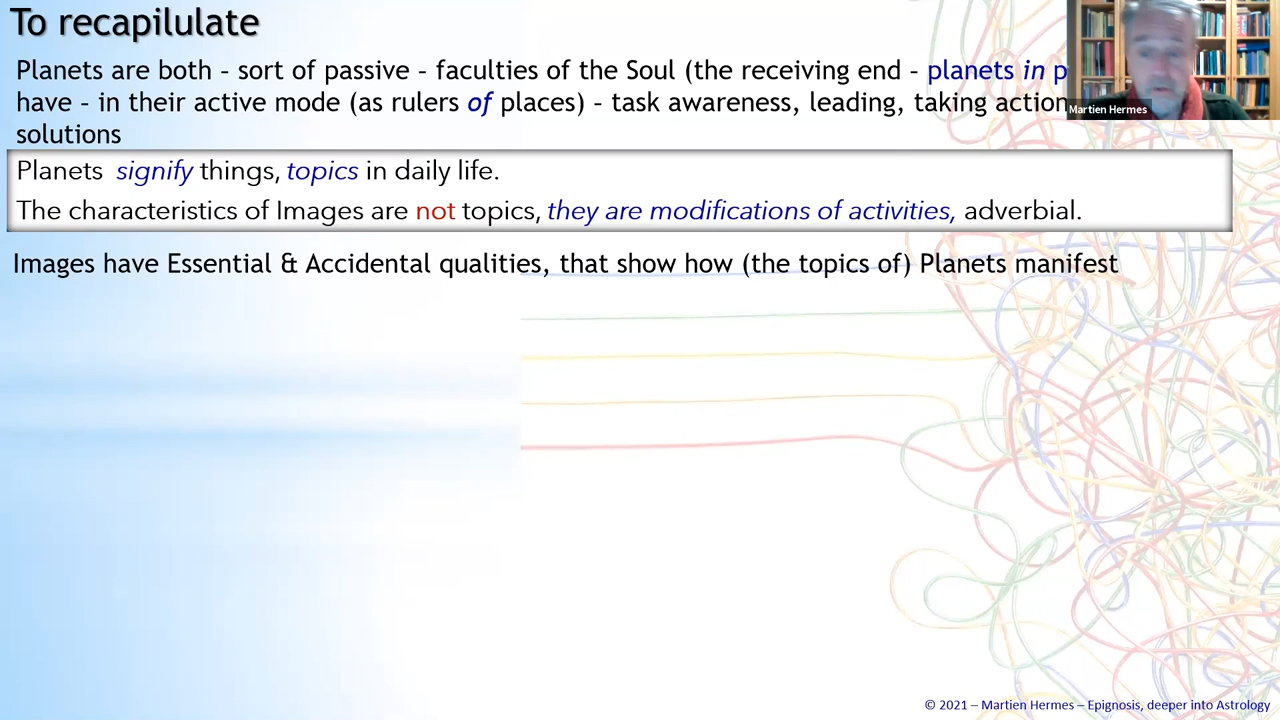 To recapilulate
Planets are both - sort of passive - faculties of the Soul (the receiving end - planets in p
have - in their active mode (as rulers of places) - task awareness, leading, taking action
solutions
Planets signify things, topics in daily life.
The characteristics of Images are not topics, they are modifications of activities, adverbial.
Images have Essential & Accidental qualities, that show how (the topics of) Planets manifest
Martien Hermes
© 2021 – Martien Hermes – Epignosis, deeper into Astrology